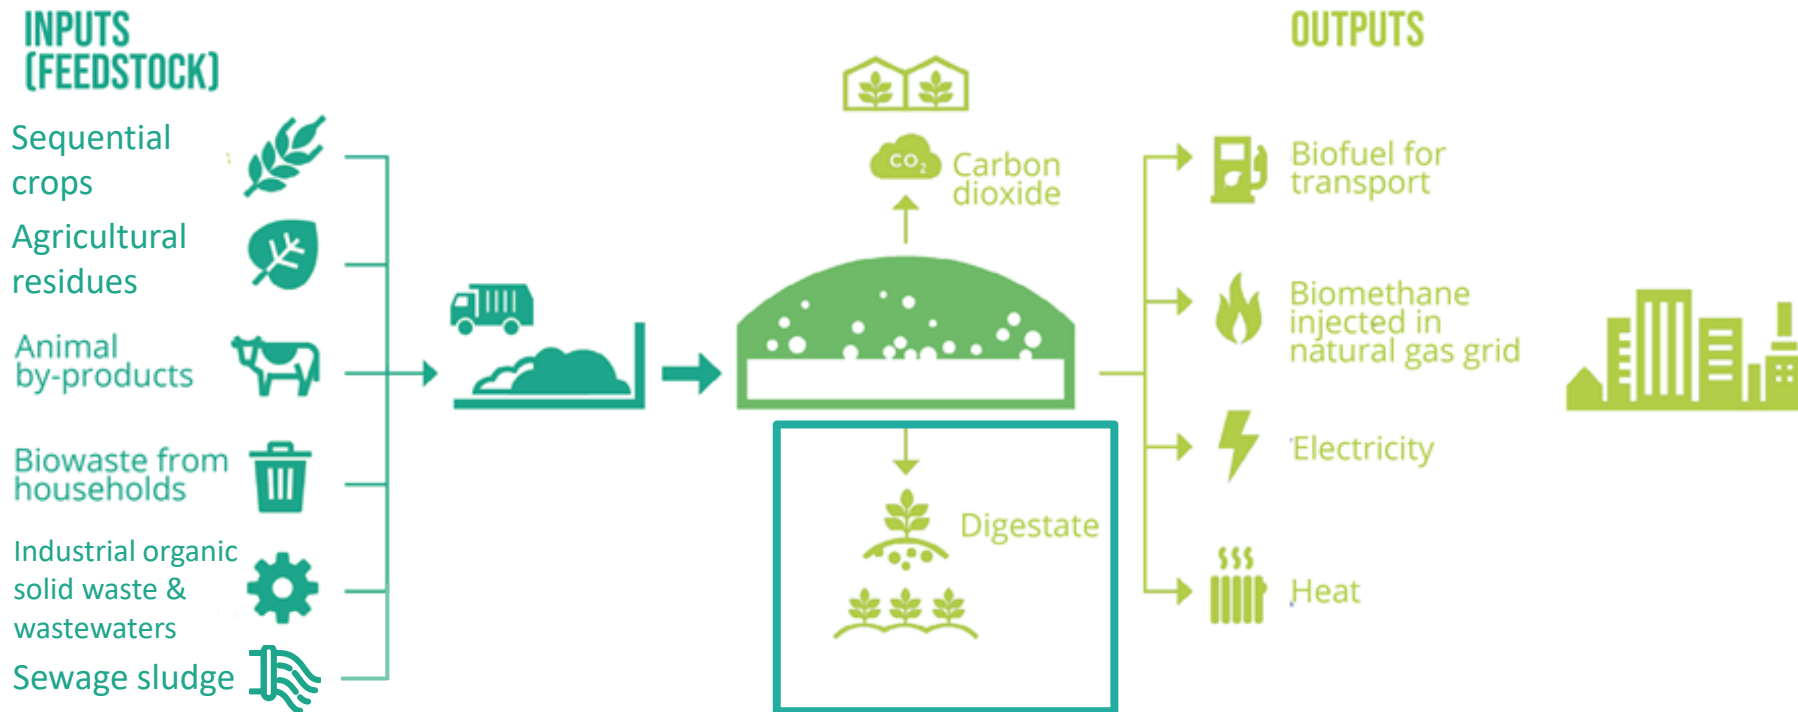 INPUTS
(FEEDSTOCK)
Sequential
crops
Agricultural
residues
Animal
by-products
Biowaste from
households
Industrial organic
solid waste &
wastewaters
Sewage sludge
CO₂
Carbon
dioxide
Digestate
OUTPUTS
Biofuel for
transport
Biomethane
injected in
natural gas grid
Electricity
Heat